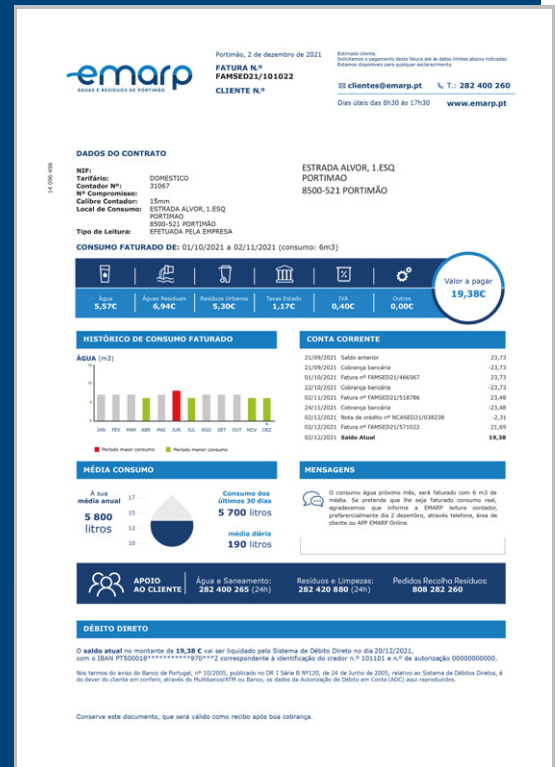 emarp
ÁGUAS E RESÍDUOS DE PORTIMÃO
Portimão, 2 de dezembro de 2021
FATURA N.º
FAMSED21/101022
CLIENTE N.º
Estimado cliente,
Solicitamos o pagamento desta fatura até às datas limites abaixo indicadas.
Estamos disponíveis para qualquer esclarecimento.
clientes@emarp.pt T.: 282 400 260
Dias úteis das 8h30 às 17h30 www.emarp.pt
14 096 496
DADOS DO CONTRATO
NIF:
Tarifário: DOMESTICO
Contador Nº: 31067
Nº Compromisso:
Calibre Contador: 15mm
Local de Consumo: ESTRADA ALVOR, 1.ESQ
PORTIMAO
8500-521 PORTIMÃO
Tipo de Leitura: EFETUADA PELA EMPRESA
ESTRADA ALVOR, 1.ESQ
PORTIMAO
8500-521 PORTIMÃO
CONSUMO FATURADO DE: 01/10/2021 a 02/11/2021 (consumo: 6m3)
Água
5,57€
Águas Residuais
6,94€
Resíduos Urbanos
5,30€
Taxas Estado
1,17€
IVA
0,40€
Outros
0,00€
Valor a pagar
19,38€
HISTÓRICO DE CONSUMO FATURADO
ÁGUA (m3)
JAN FEV MAR ABR MAI JUN JUL AGO SET OUT NOV DEZ
Período maior consumo Período menor consumo
CONTA CORRENTE
21/09/2021 Saldo anterior 23,73
21/09/2021 Cobrança bancária -23,73
01/10/2021 Fatura nº FAMSED21/466567 23,73
22/10/2021 Cobrança bancária -23,73
02/11/2021 Fatura nº FAMSED21/518786 23,48
24/11/2021 Cobrança bancária -23,48
02/12/2021 Nota de crédito nº NCASED21/038238 -2,31
02/12/2021 Fatura nº FAMSED21/571022 21,69
02/12/2021 Saldo Atual 19,38
MÉDIA CONSUMO
A sua
média anual
5 800
litros
17
15
12
10
Consumo dos
últimos 30 dias
5 700 litros
média diária
190 litros
MENSAGENS
O consumo água próximo mês, será faturado com 6 m3 de
média. Se pretende que lhe seja faturado consumo real,
agradecemos que informe a EMARP leitura contador,
preferencialmente dia 2 dezembro, através telefone, área de
cliente ou APP EMARP Online.
APOIO
AO CLIENTE
Água e Saneamento:
282 400 265 (24h)
Resíduos e Limpezas:
282 420 880 (24h)
Pedidos Recolha Resíduos:
808 282 260
DÉBITO DIRETO
O saldo atual no montante de 19,38 € vai ser liquidado pelo Sistema de Débito Direto no dia 20/12/2021,
com o IBAN PT500018***********970***2 correspondente à identificação do credor n.º 101101 e n.º de autorização 00000000000.
Nos termos do aviso do Banco de Portugal, nº 10/2005, publicado no DR I Série B Nº120, de 24 de Junho de 2005, relativo ao Sistema de Débitos Diretos, é
do dever do cliente em conferir, através do Multibanco/ATM ou Banco, os dados da Autorização de Débito em Conta (ADC) aqui reproduzidos.
Conserve este documento, que será válido como recibo após boa cobrança.